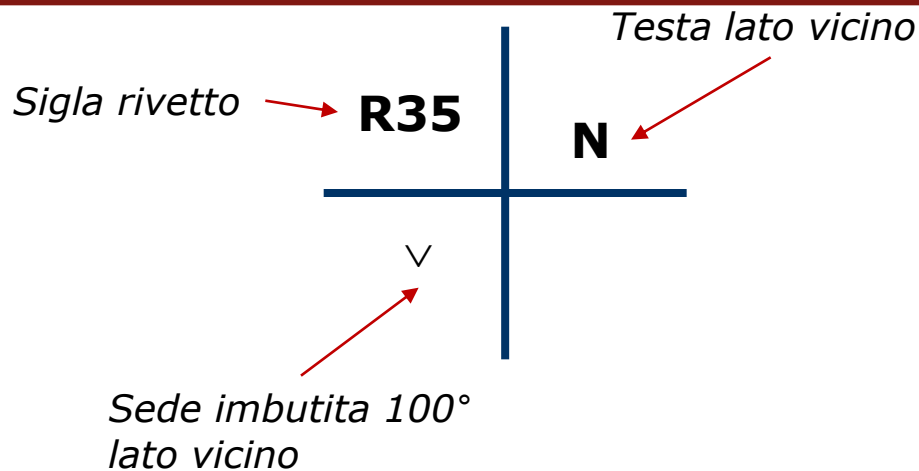 Testa lato vicino
Sigla rivetto
R35
N
∨
Sede imbutita 100°
lato vicino